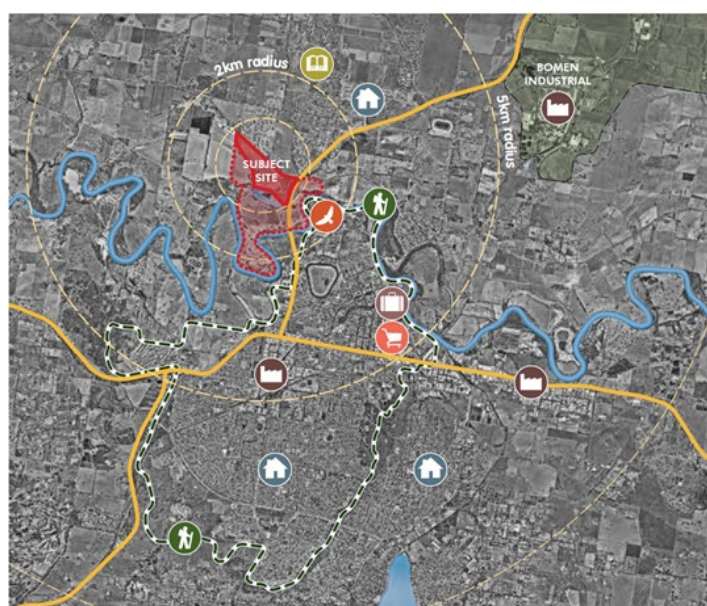 2km radius
BOMEN
INDUSTRIAL
5km radius
SUBJECT
SITE